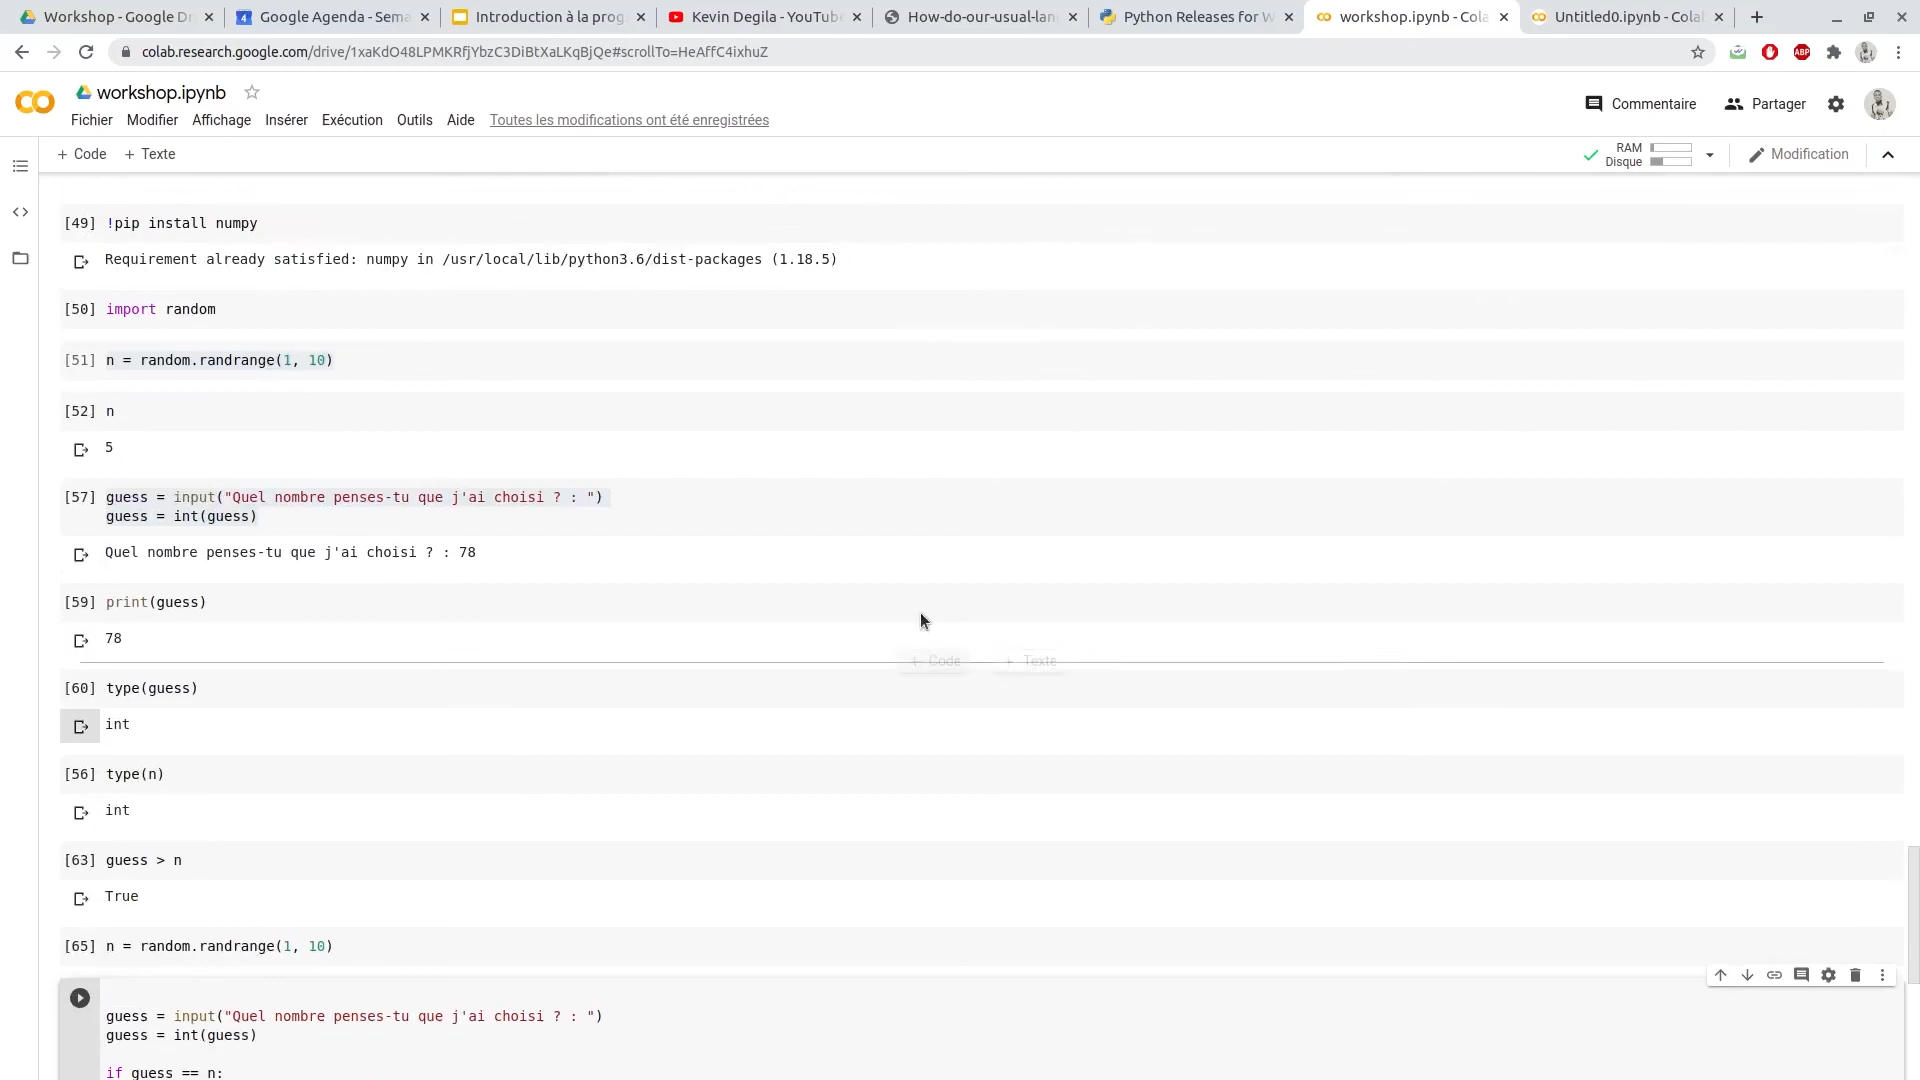 Workshop - Google Dr
Google Agenda - Sema
Introduction à la prog
Kevin Degila - YouTube
How-do-our-usual-lan
Python Releases for W
workshop.ipynb - Cola
Untitled0.ipynb - Cola
colab.research.google.com/drive/1xaKdO48LPMKRfjYbzC3DiBtXaLKqBjQe#scrollTo=HeAffC4ixhuZ
ABP
workshop.ipynb
Commentaire
Partager
Fichier Modifier Affichage Insérer Exécution Outils Aide Toutes les modifications ont été enregistrées
+ Code + Texte
RAM
Disque
Modification
[49] !pip install numpy
Requirement already satisfied: numpy in /usr/local/lib/python3.6/dist-packages (1.18.5)
[50] import random
[51] n = random.randrange(1, 10)
[52] n
5
[57] guess = input("Quel nombre penses-tu que j'ai choisi ? : ")
guess = int(guess)
Quel nombre penses-tu que j'ai choisi ? : 78
[59] print(guess)
78
+ Code + Texte
[60] type(guess)
int
[56] type(n)
int
[63] guess > n
True
[65] n = random.randrange(1, 10)
guess = input("Quel nombre penses-tu que j'ai choisi ? : ")
guess = int(guess)
if guess == n: